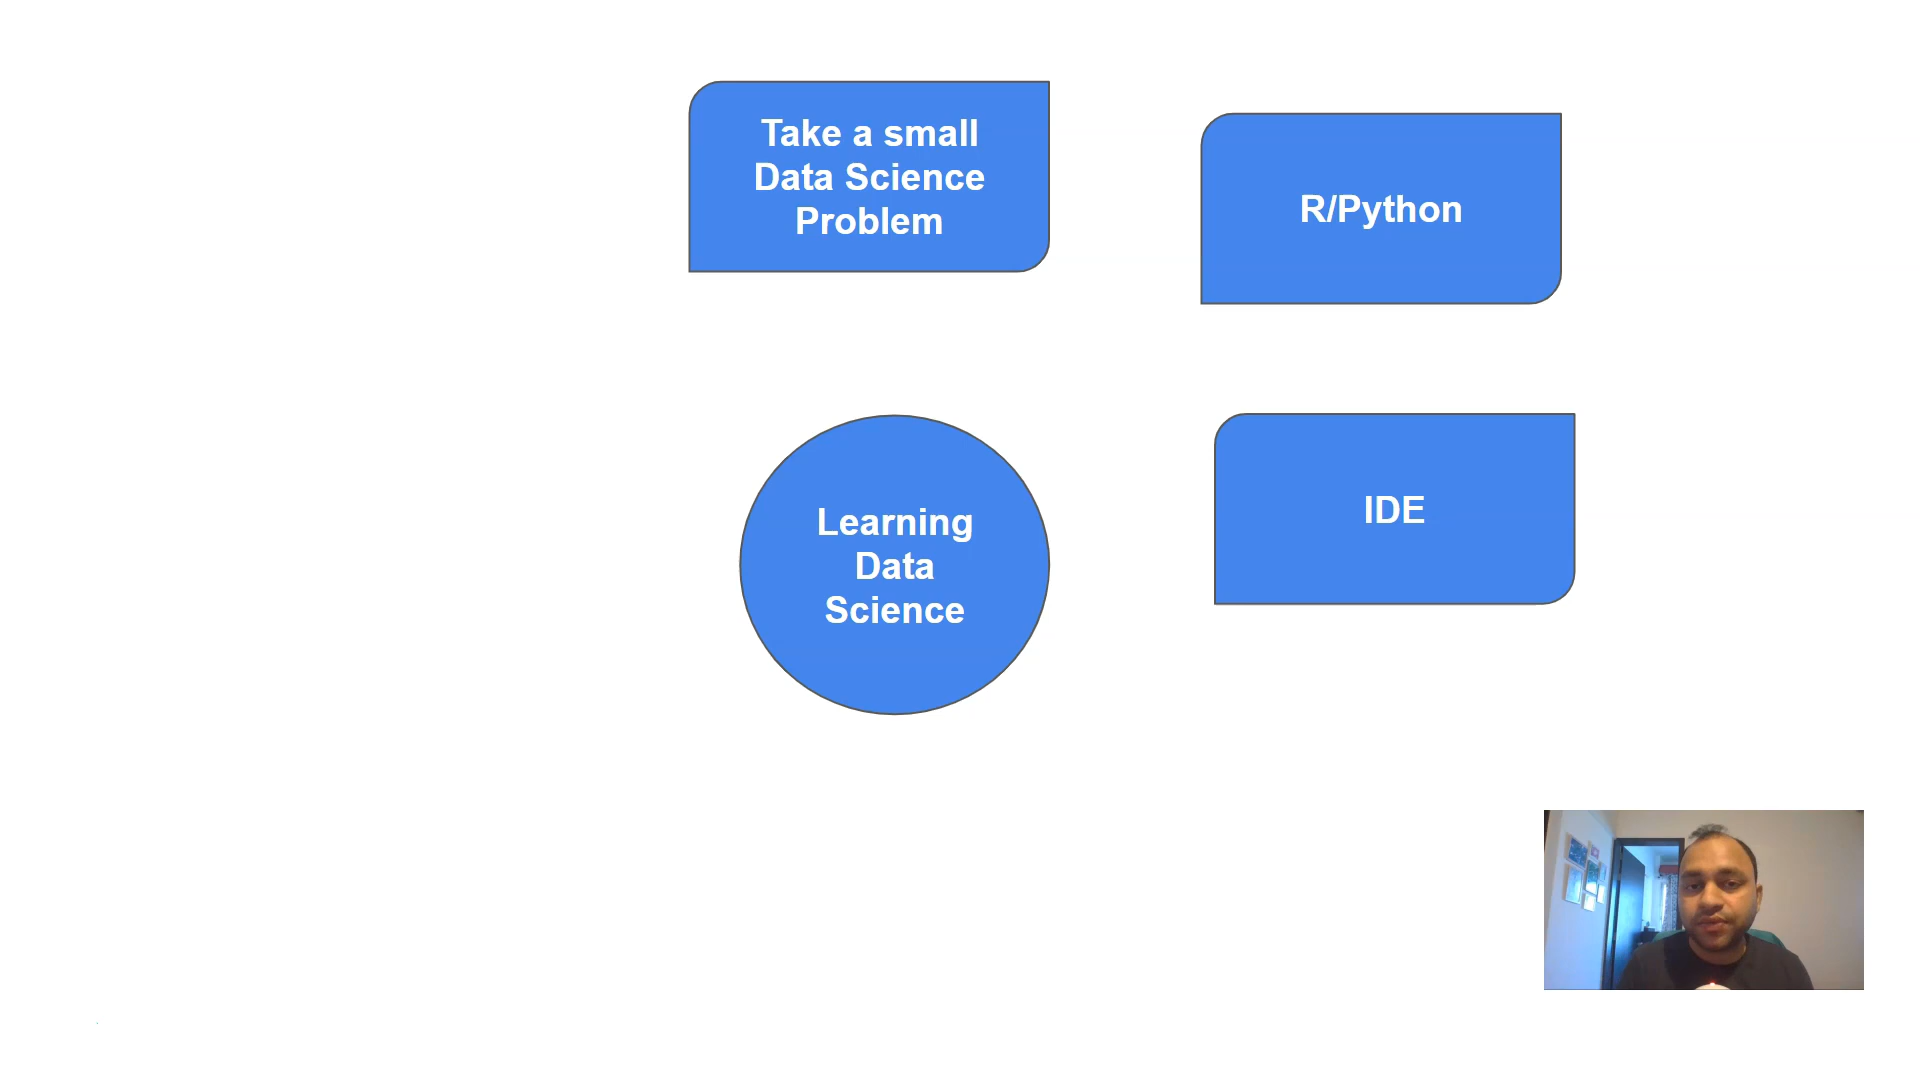 Take a small
Data Science
Problem
R/Python
Learning
Data
Science
IDE